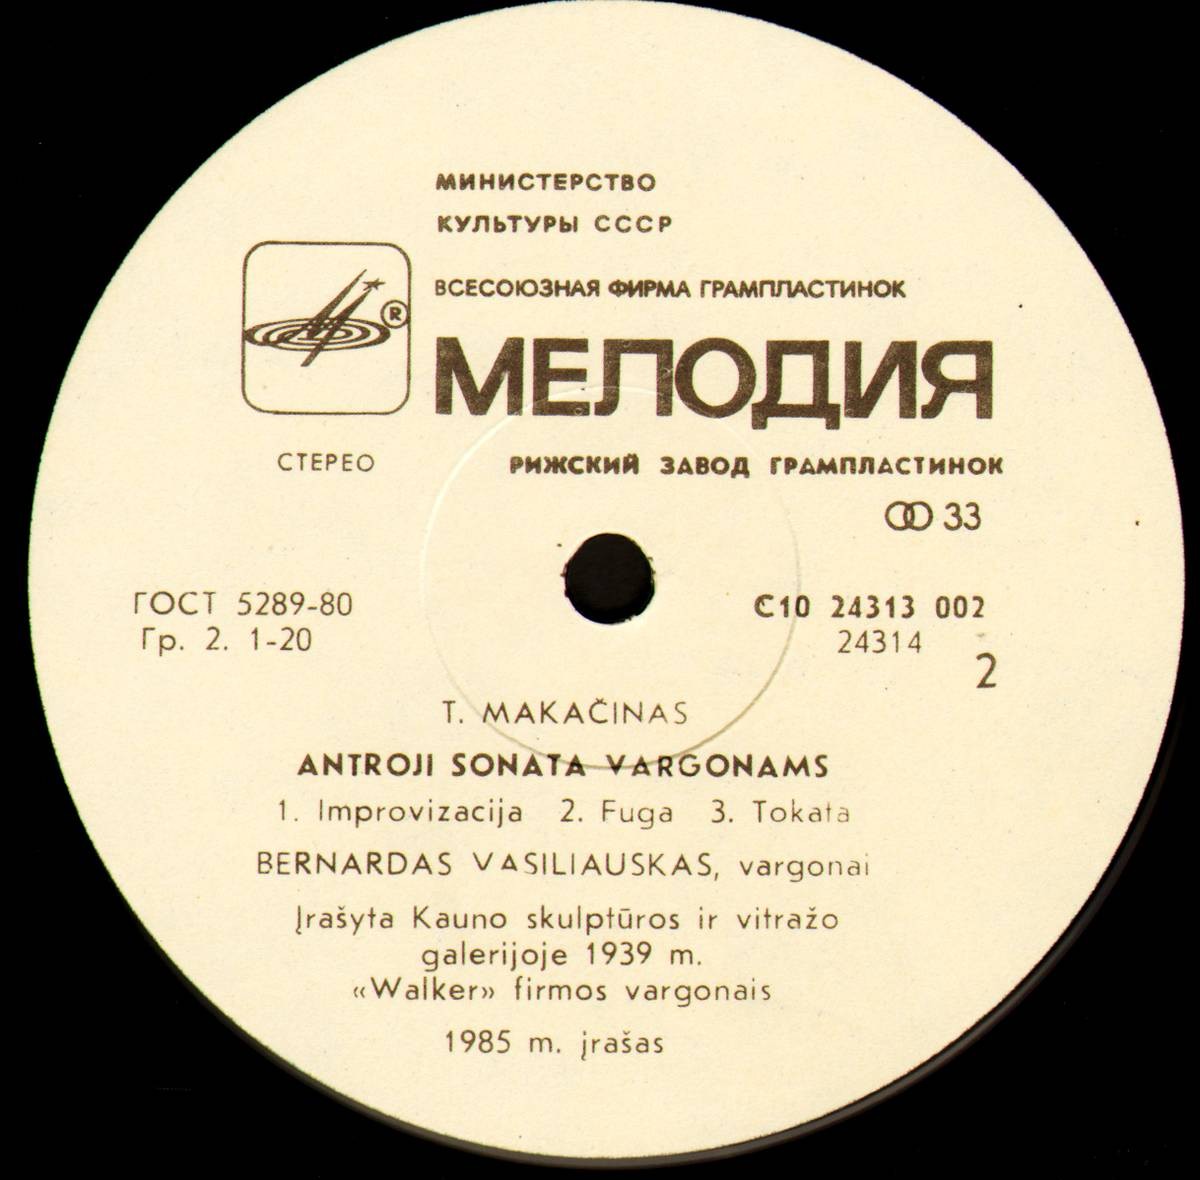 МИНИСТЕРСТВО
КУЛЬТУРЫ СССР
ВСЕСОЮЗНАЯ ФИРМА ГРАМПЛАСТИНОК
®
МЕЛОДИЯ
СТЕРЕО
РИЖСКИЙ ЗАВОД ГРАМПЛАСТИНОК
33
ГОСТ 5289-80
Гр. 2. 1-20
С10 24313 002
24314
2
T. MAKAČINAS
ANTROJI SONATA VARGONAMS
1. Improvizacija 2. Fuga 3. Tokata
BERNARDAS VASILIAUSKAS, vargonai
Įrašyta Kauno skulptūros ir vitražo
galerijoje 1939 m.
«Walker» firmos vargonais
1985 m. įrašas